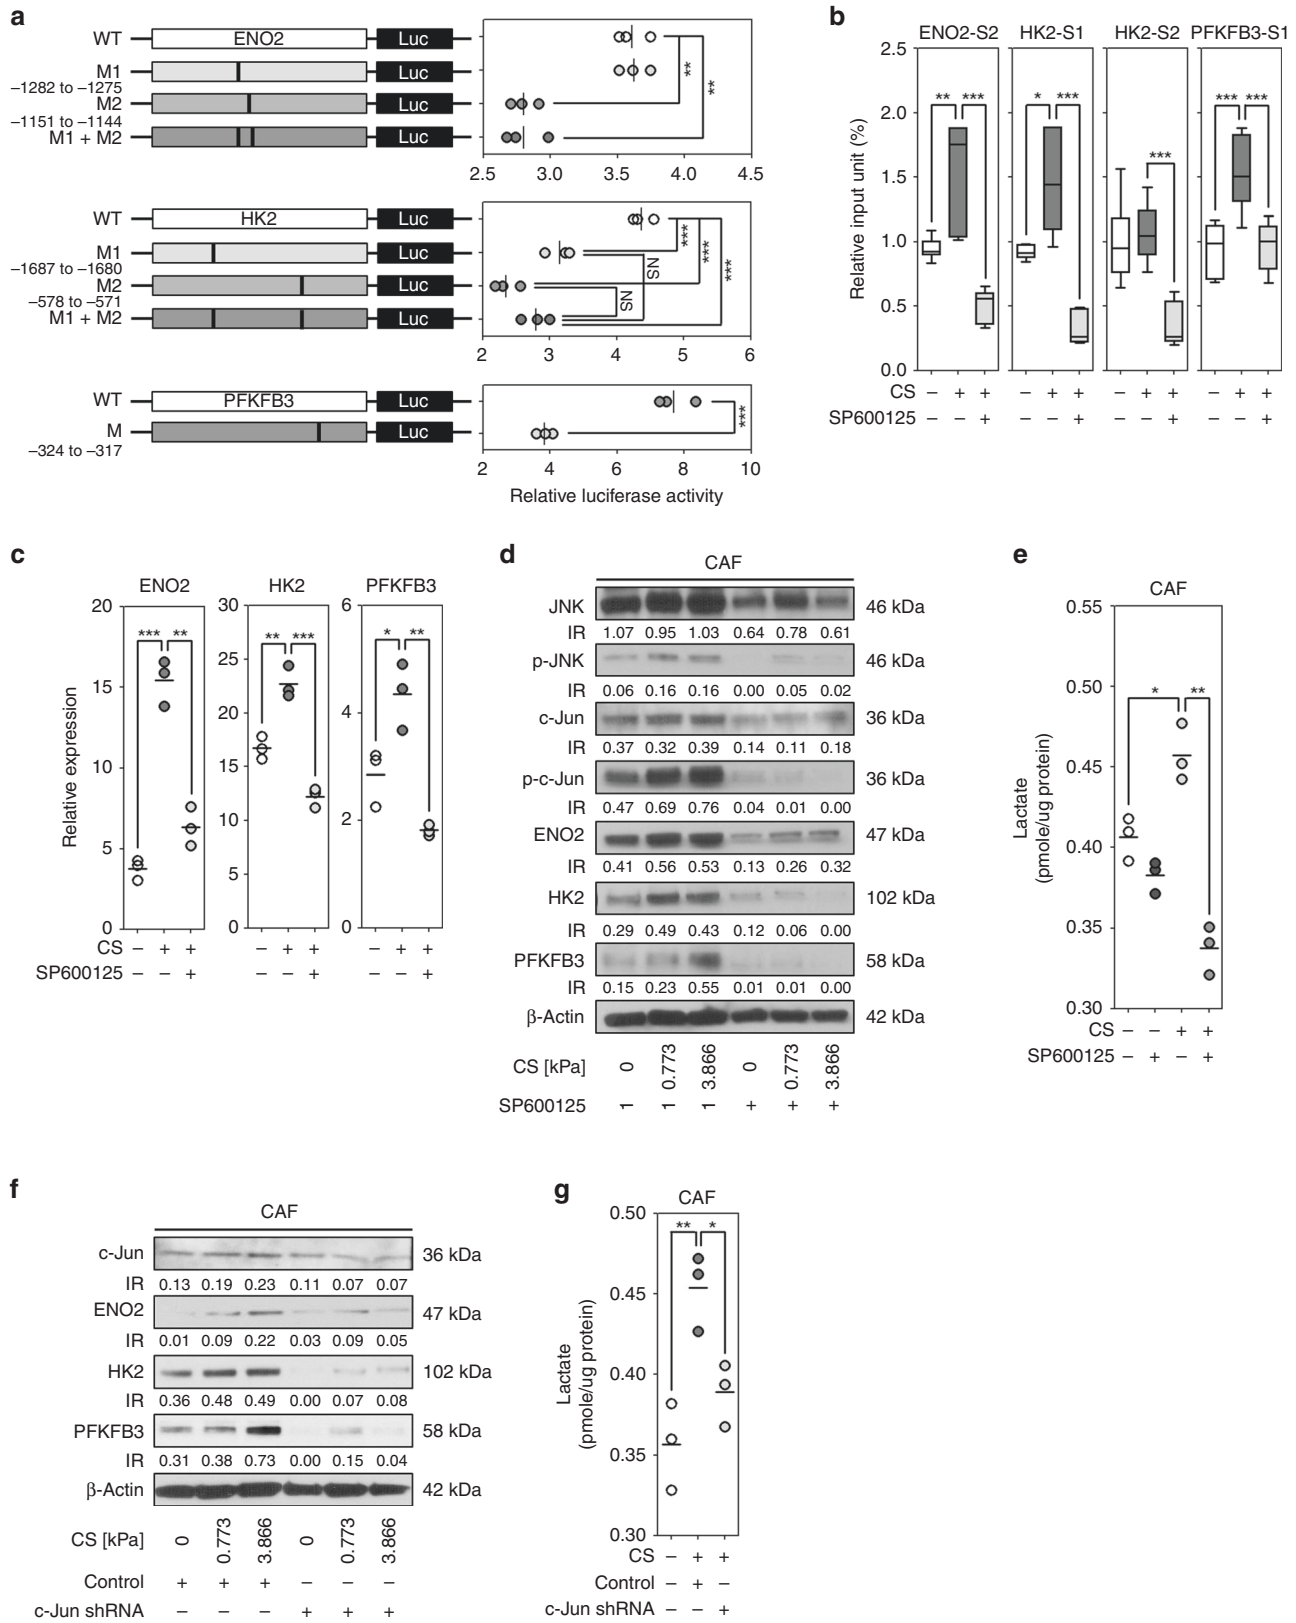 a
WT ENO2 Luc
M1 Luc
–1282 to –1275
M2 Luc
–1151 to –1144
M1 + M2 Luc
** **
2.5 3.0 3.5 4.0 4.5
WT HK2 Luc
M1 Luc
–1687 to –1680
M2 Luc
–578 to –571
M1 + M2 Luc
*** *** ***
NS NS
2 3 4 5 6
WT PFKFB3 Luc
M Luc
–324 to –317
***
2 4 6 8 10
Relative luciferase activity
b
ENO2-S2 HK2-S1 HK2-S2 PFKFB3-S1
Relative input unit (%)
2.5
2.0
1.5
1.0
0.5
0.0
** *** * *** *** *** ***
CS – + + – + + – + + – + +
SP600125 – – + – – + – – + – – +
c
ENO2 HK2 PFKFB3
Relative expression
20
15
10
5
0
30
25
20
15
10
5
0
6
4
2
0
*** ** ** *** * **
CS – + + – + + – + +
SP600125 – – + – – + – – +
d
CAF
JNK 46 kDa
IR 1.07 0.95 1.03 0.64 0.78 0.61
p-JNK 46 kDa
IR 0.06 0.16 0.16 0.00 0.05 0.02
c-Jun 36 kDa
IR 0.37 0.32 0.39 0.14 0.11 0.18
p-c-Jun 36 kDa
IR 0.47 0.69 0.76 0.04 0.01 0.00
ENO2 47 kDa
IR 0.41 0.56 0.53 0.13 0.26 0.32
HK2 102 kDa
IR 0.29 0.49 0.43 0.12 0.06 0.00
PFKFB3 58 kDa
IR 0.15 0.23 0.55 0.01 0.01 0.00
β-Actin 42 kDa
CS [kPa] 0 0.773 3.866 0 0.773 3.866
SP600125 1 1 1 + + +
e
CAF
Lactate
(pmole/ug protein)
0.55
0.50
0.45
0.40
0.35
0.30
* **
CS – – + +
SP600125 – + – +
f
CAF
c-Jun 36 kDa
IR 0.13 0.19 0.23 0.11 0.07 0.07
ENO2 47 kDa
IR 0.01 0.09 0.22 0.03 0.09 0.05
HK2 102 kDa
IR 0.36 0.48 0.49 0.00 0.07 0.08
PFKFB3 58 kDa
IR 0.31 0.38 0.73 0.00 0.15 0.04
β-Actin 42 kDa
CS [kPa] 0 0.773 3.866 0 0.773 3.866
Control + + + – – –
c-Jun shRNA – – – + + +
g
CAF
Lactate
(pmole/ug protein)
0.50
0.45
0.40
0.35
0.30
** *
CS – + +
Control – + –
c-Jun shRNA – – +